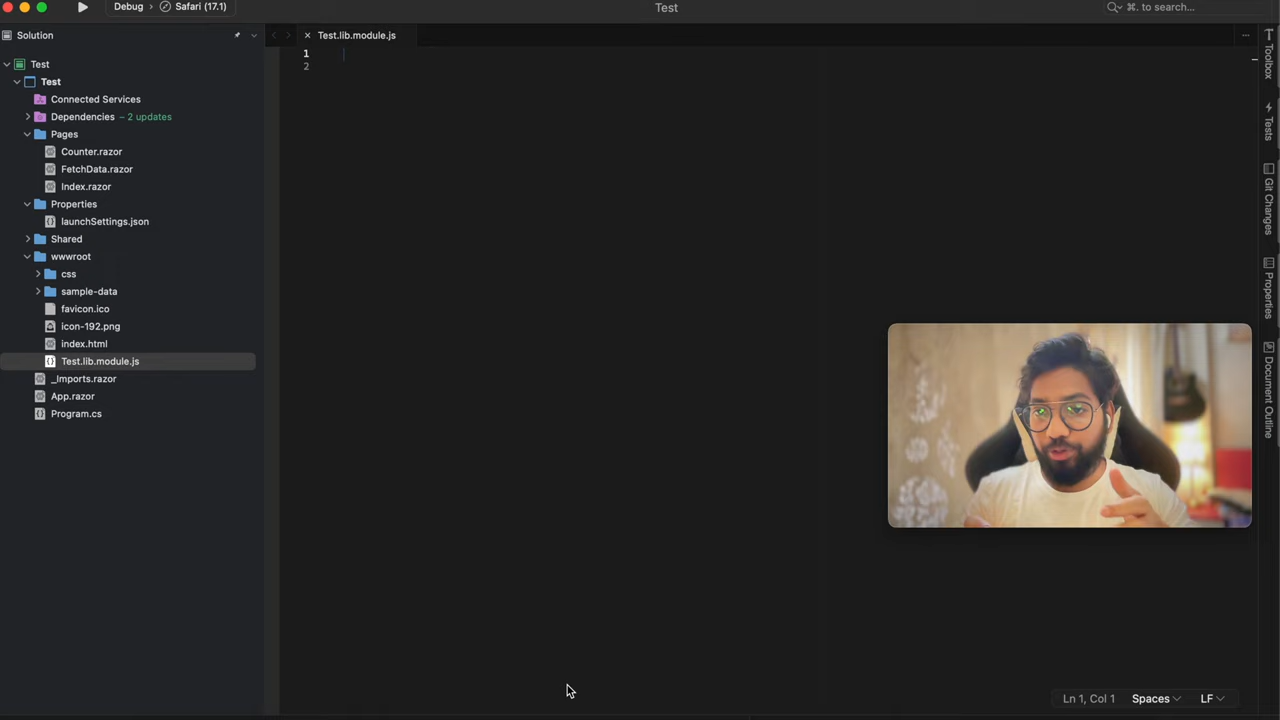 Debug
Safari (17.1)
Test
⌘. to search...
Solution
Test.lib.module.js
Test
Test
Connected Services
Dependencies – 2 updates
Pages
Counter.razor
FetchData.razor
Index.razor
Properties
launchSettings.json
Shared
wwwroot
css
sample-data
favicon.ico
icon-192.png
index.html
Test.lib.module.js
_Imports.razor
App.razor
Program.cs
1
2
Toolbox
Tests
Git Changes
Properties
Document Outline
Ln 1, Col 1
Spaces
LF